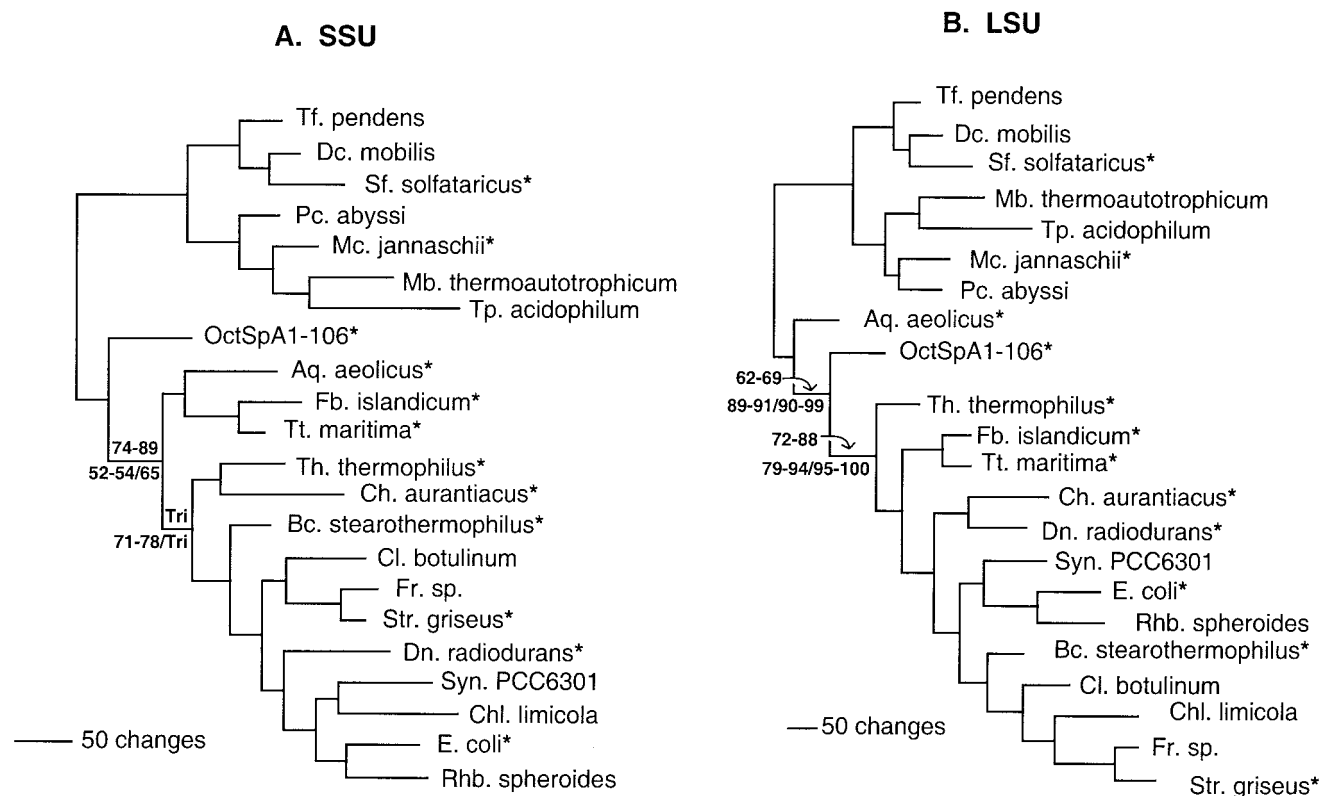 A. SSU
Tf. pendens
Dc. mobilis
Sf. solfataricus*
Pc. abyssi
Mc. jannaschii*
Mb. thermoautotrophicum
Tp. acidophilum
OctSpA1-106*
Aq. aeolicus*
Fb. islandicum*
Tt. maritima*
74-89
52-54/65
Th. thermophilus*
Ch. aurantiacus*
Tri
71-78/Tri
Bc. stearothermophilus*
Cl. botulinum
Fr. sp.
Str. griseus*
Dn. radiodurans*
Syn. PCC6301
Chl. limicola
E. coli*
Rhb. spheroides
50 changes
B. LSU
Tf. pendens
Dc. mobilis
Sf. solfataricus*
Mb. thermoautotrophicum
Tp. acidophilum
Mc. jannaschii*
Pc. abyssi
Aq. aeolicus*
OctSpA1-106*
62-69
89-91/90-99
Th. thermophilus*
72-88
79-94/95-100
Fb. islandicum*
Tt. maritima*
Ch. aurantiacus*
Dn. radiodurans*
Syn. PCC6301
E. coli*
Rhb. spheroides
Bc. stearothermophilus*
Cl. botulinum
Chl. limicola
Fr. sp.
Str. griseus*
50 changes